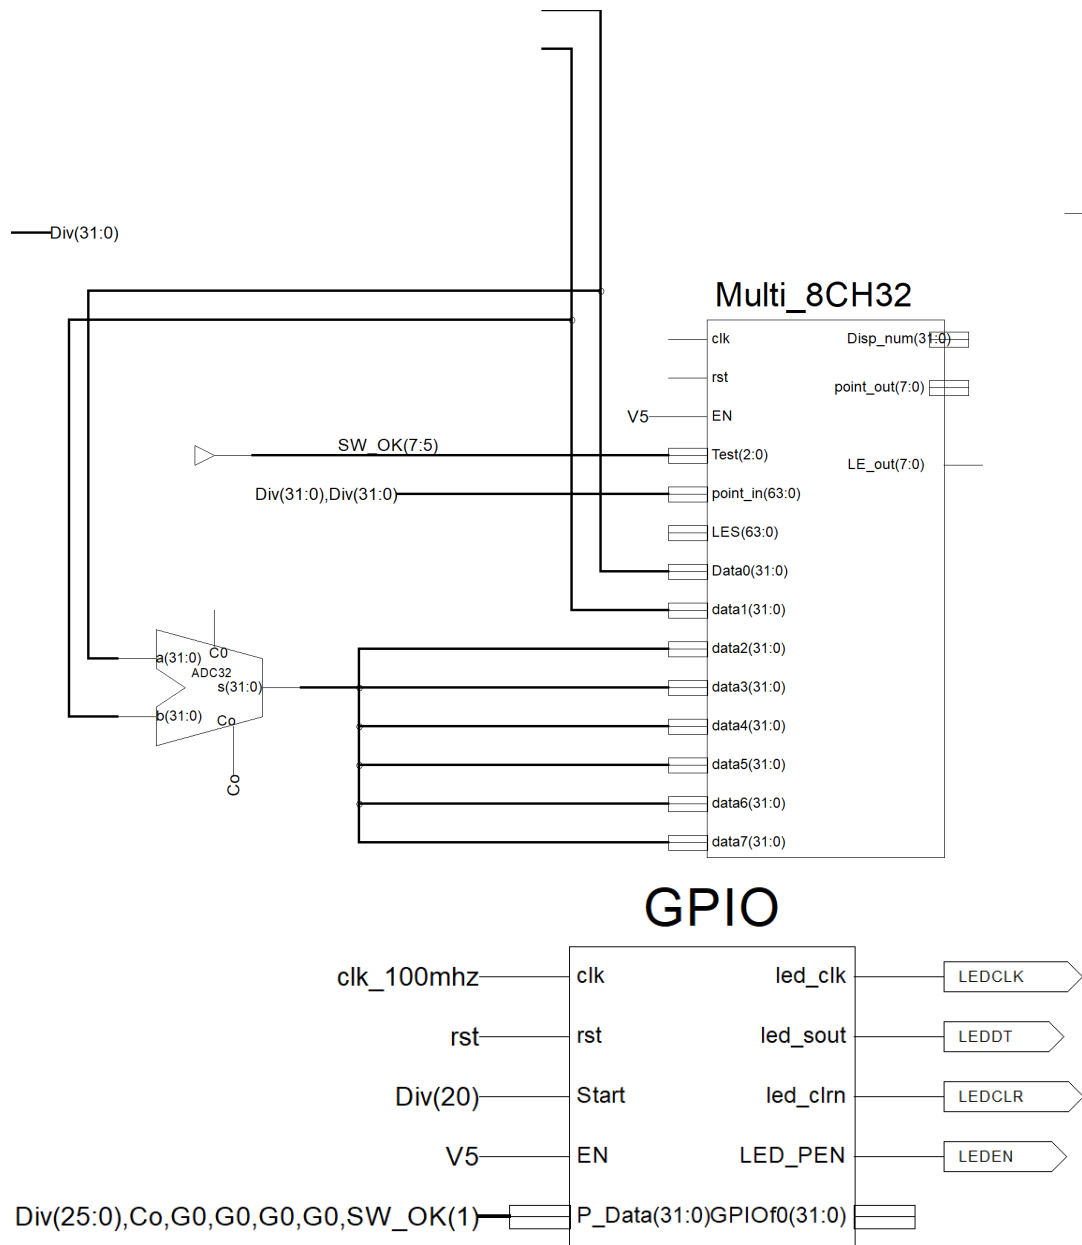 Div(31:0)
Multi_8CH32
clk
Disp_num(31:0)
rst
point_out(7:0)
V5
EN
SW_OK(7:5)
Test(2:0)
LE_out(7:0)
Div(31:0),Div(31:0)
point_in(63:0)
LES(63:0)
Data0(31:0)
data1(31:0)
data2(31:0)
data3(31:0)
data4(31:0)
data5(31:0)
data6(31:0)
data7(31:0)
C0
a(31:0)
ADC32
s(31:0)
b(31:0)
Co
Co
GPIO
clk_100mhz
clk
led_clk
LEDCLK
rst
rst
led_sout
LEDDT
Div(20)
Start
led_clrn
LEDCLR
V5
EN
LED_PEN
LEDEN
Div(25:0),Co,G0,G0,G0,G0,SW_OK(1)
P_Data(31:0)GPIOf0(31:0)